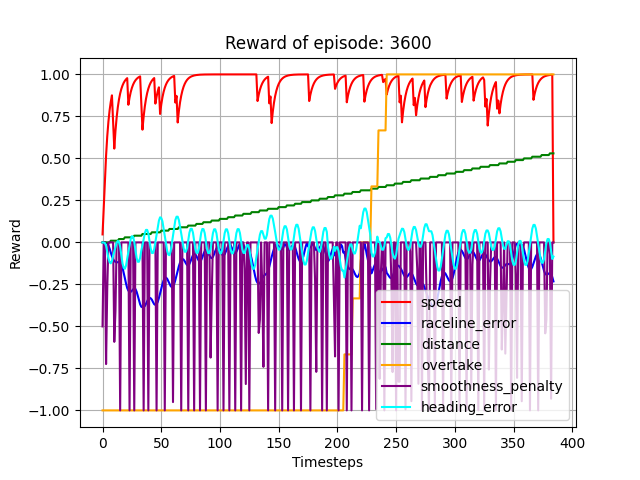 Reward of episode: 3600
Reward
1.00
0.75
0.50
0.25
0.00
−0.25
−0.50
−0.75
−1.00
speed
raceline_error
distance
overtake
smoothness_penalty
heading_error
0 50 100 150 200 250 300 350 400
Timesteps